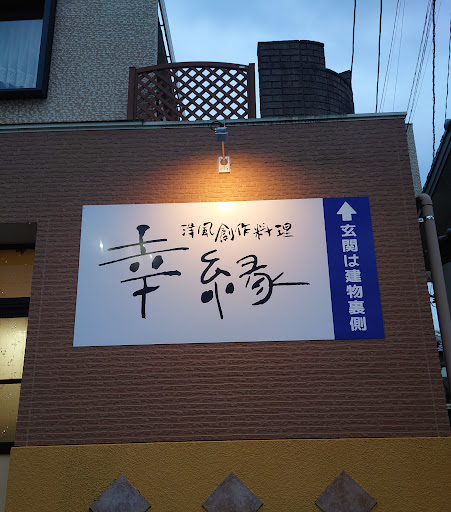 洋風創作料理
幸縁
↑玄関は建物裏側